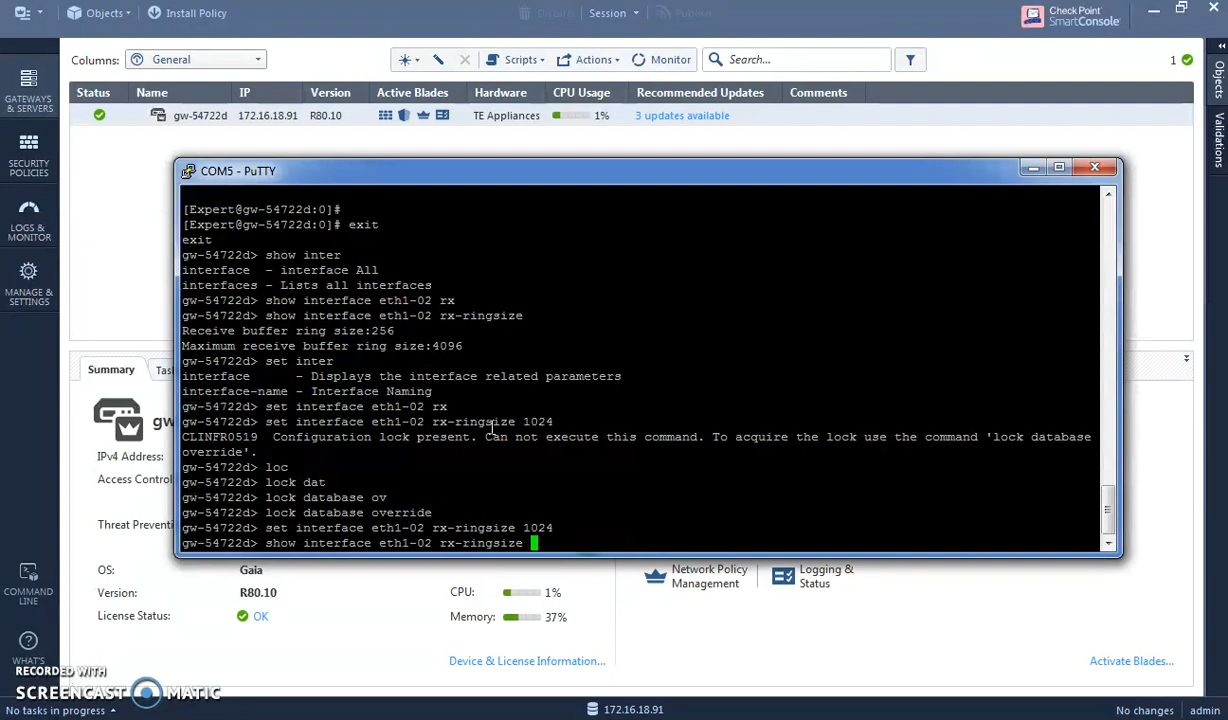 Objects
Install Policy
Discard
Session
Publish
Check Point
SmartConsole
Columns:
General
Scripts
Actions
Monitor
Search...
1
GATEWAYS
& SERVERS
SECURITY
POLICIES
LOGS &
MONITOR
MANAGE &
SETTINGS
COMMAND
LINE
WHAT'S
Objects
Validations
Status Name IP Version Active Blades Hardware CPU Usage Recommended Updates Comments
gw-54722d 172.16.18.91 R80.10 TE Appliances 1% 3 updates available
COM5 - PuTTY
[Expert@gw-54722d:0]#
[Expert@gw-54722d:0]# exit
exit
gw-54722d> show inter
interface - interface All
interfaces - Lists all interfaces
gw-54722d> show interface eth1-02 rx
gw-54722d> show interface eth1-02 rx-ringsize
Receive buffer ring size:256
Maximum receive buffer ring size:4096
gw-54722d> set inter
interface - Displays the interface related parameters
interface-name - Interface Naming
gw-54722d> set interface eth1-02 rx
gw-54722d> set interface eth1-02 rx-ringsize 1024
CLINFR0519 Configuration lock present. Can not execute this command. To acquire the lock use the command 'lock database
override'.
gw-54722d> loc
gw-54722d> lock dat
gw-54722d> lock database ov
gw-54722d> lock database override
gw-54722d> set interface eth1-02 rx-ringsize 1024
gw-54722d> show interface eth1-02 rx-ringsize
Summary
IPv4 Address:
Access Control
OS: Gaia
Version: R80.10
License Status: OK
CPU: 1%
Memory: 37%
Network Policy
Management
Logging &
Status
Device & License Information...
Activate Blades...
RECORDED WITH
SCREENCAST MATIC
No tasks in progress
172.16.18.91
No changes
admin